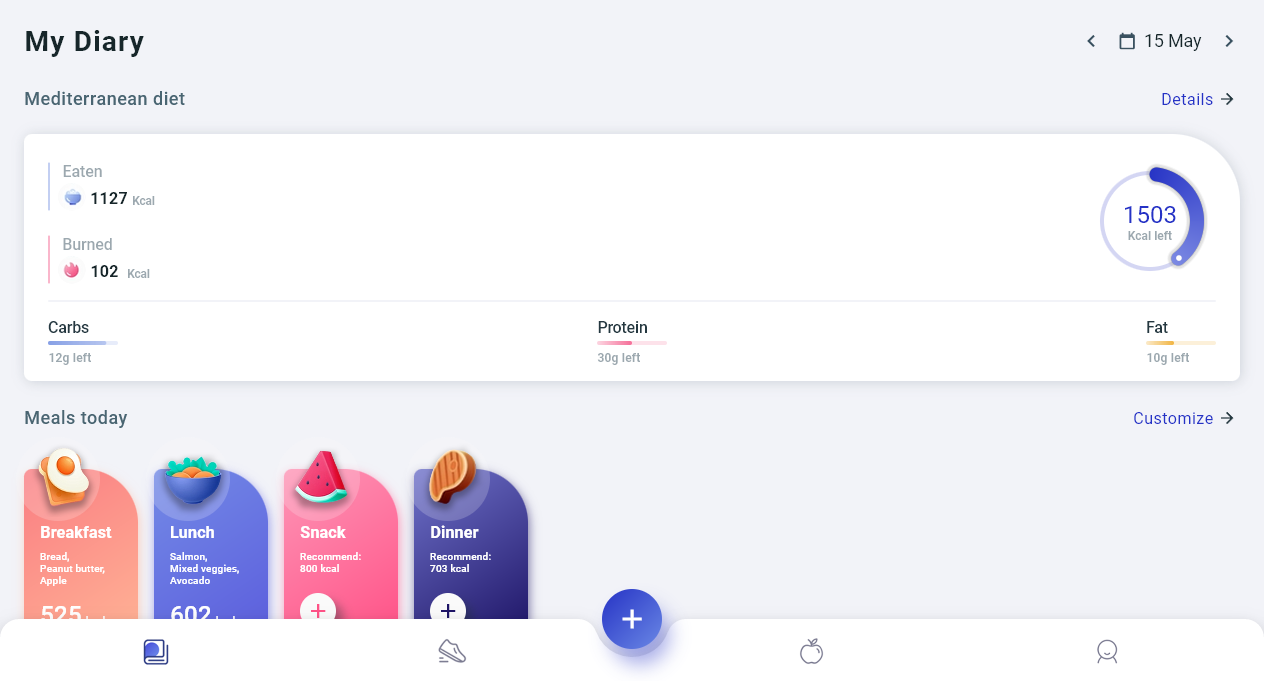 My Diary
15 May
Mediterranean diet
Details
Eaten
1127 Kcal
Burned
102 Kcal
1503
Kcal left
Carbs
12g left
Protein
30g left
Fat
10g left
Meals today
Customize
Breakfast
Bread,
Peanut butter,
Apple
525
Lunch
Salmon,
Mixed veggies,
Avocado
602
Snack
Recommend:
800 kcal
Dinner
Recommend:
703 kcal